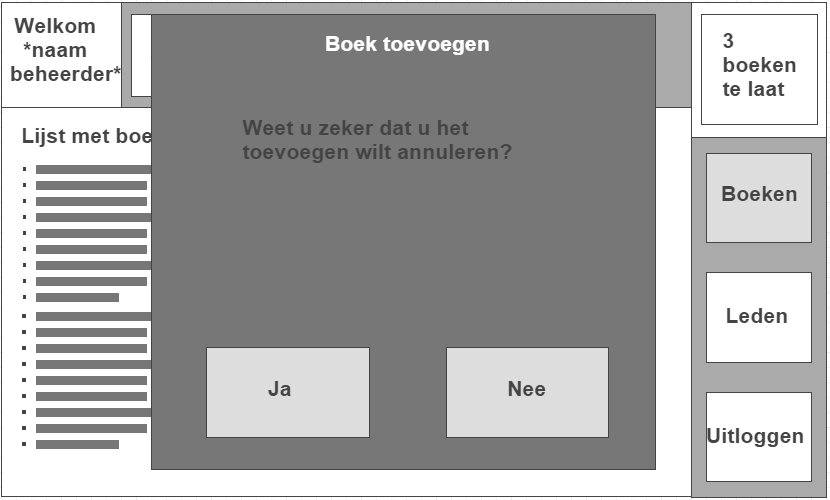 Welkom
*naam
beheerder*
Boek toevoegen
3
boeken
te laat
Weet u zeker dat u het
toevoegen wilt annuleren?
Lijst met boe
Boeken
Leden
Ja
Nee
Uitloggen